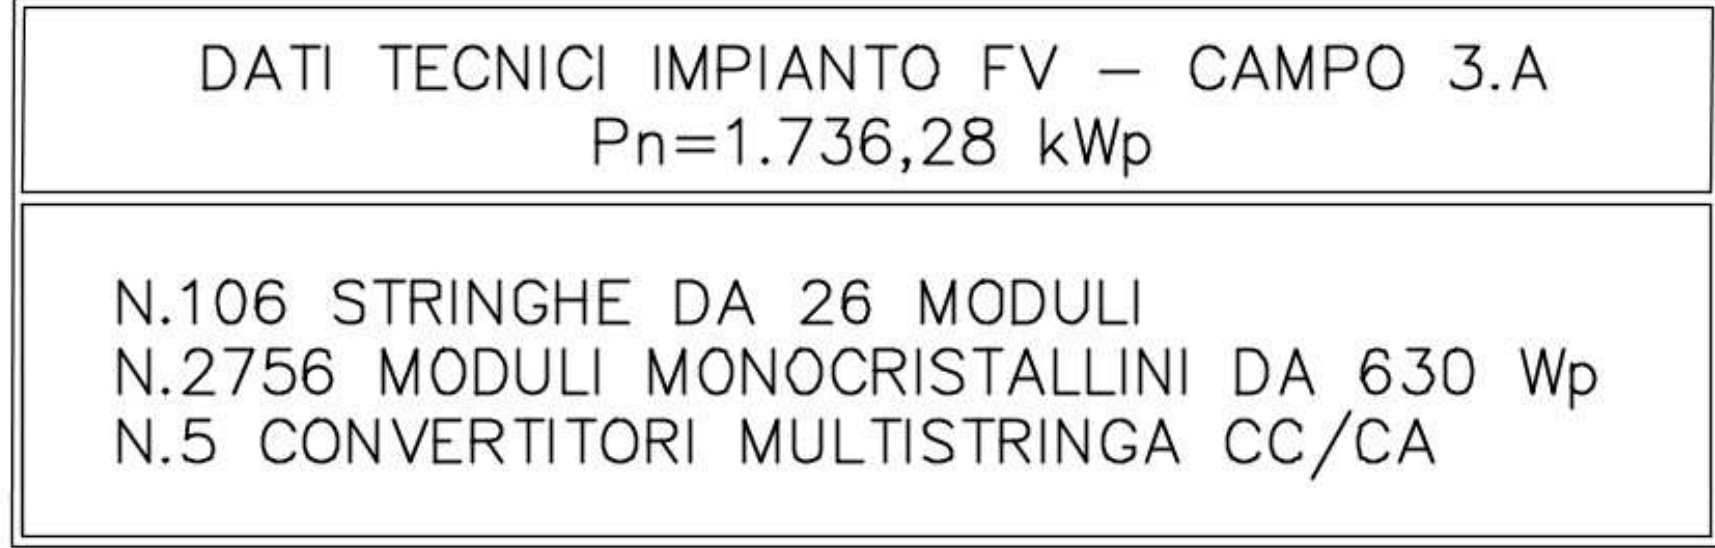 DATI TECNICI IMPIANTO FV – CAMPO 3.A
Pn=1.736,28 kWp
N.106 STRINGHE DA 26 MODULI
N.2756 MODULI MONOCRISTALLINI DA 630 Wp
N.5 CONVERTITORI MULTISTRINGA CC/CA